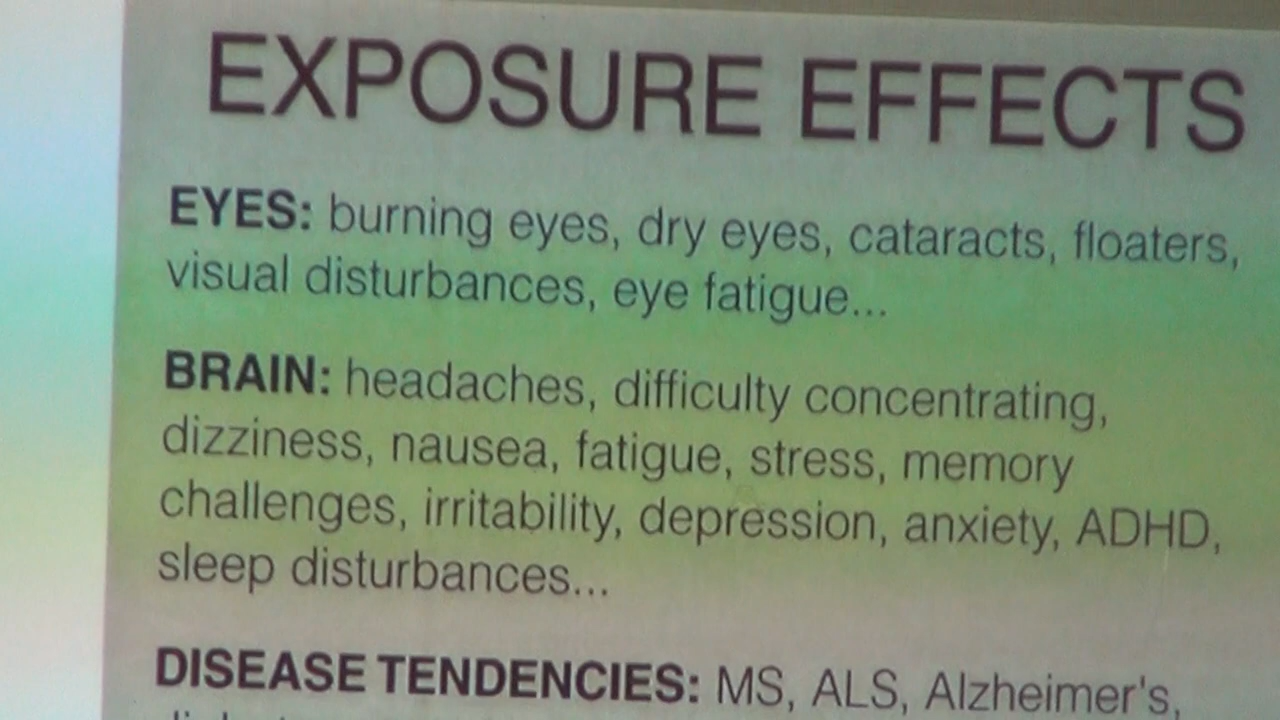 EXPOSURE EFFECTS
EYES: burning eyes, dry eyes, cataracts, floaters,
visual disturbances, eye fatigue...
BRAIN: headaches, difficulty concentrating,
dizziness, nausea, fatigue, stress, memory
challenges, irritability, depression, anxiety, ADHD,
sleep disturbances...
DISEASE TENDENCIES: MS, ALS, Alzheimer's,